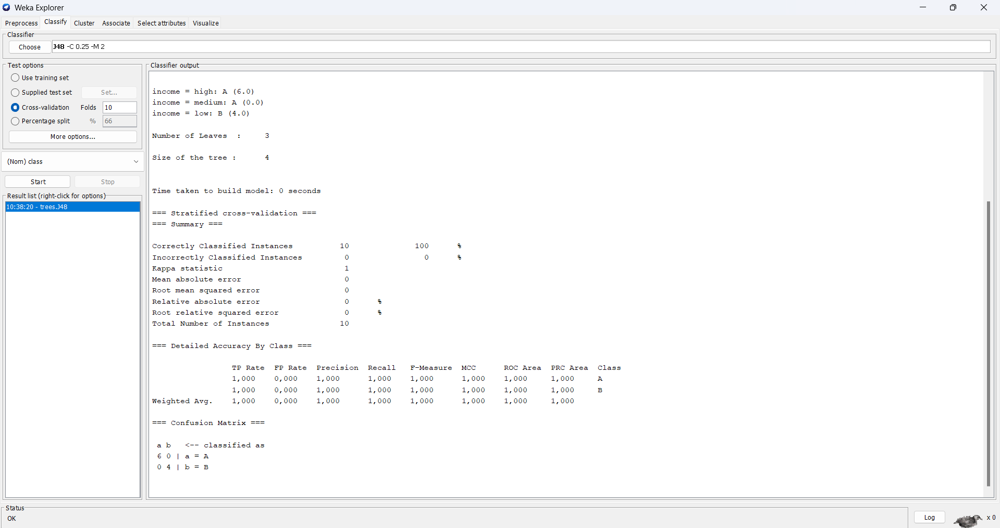 Weka Explorer
Preprocess Classify Cluster Associate Select attributes Visualize
Classifier
Choose J48 -C 0.25 -M 2
Test options
Use training set
Supplied test set Set...
Cross-validation Folds 10
Percentage split % 66
More options...
(Nom) class
Start Stop
Result list (right-click for options)
10:38:20 - trees.J48
Classifier output
income = high: A (6.0)
income = medium: A (0.0)
income = low: B (4.0)
Number of Leaves : 3
Size of the tree : 4
Time taken to build model: 0 seconds
=== Stratified cross-validation ===
=== Summary ===
Correctly Classified Instances 10 100 %
Incorrectly Classified Instances 0 0 %
Kappa statistic 1
Mean absolute error 0
Root mean squared error 0
Relative absolute error 0 %
Root relative squared error 0 %
Total Number of Instances 10
=== Detailed Accuracy By Class ===
TP Rate FP Rate Precision Recall F-Measure MCC ROC Area PRC Area Class
1,000 0,000 1,000 1,000 1,000 1,000 1,000 1,000 A
1,000 0,000 1,000 1,000 1,000 1,000 1,000 1,000 B
Weighted Avg. 1,000 0,000 1,000 1,000 1,000 1,000 1,000 1,000
=== Confusion Matrix ===
a b <-- classified as
6 0 | a = A
0 4 | b = B
Status
OK
Log x 0